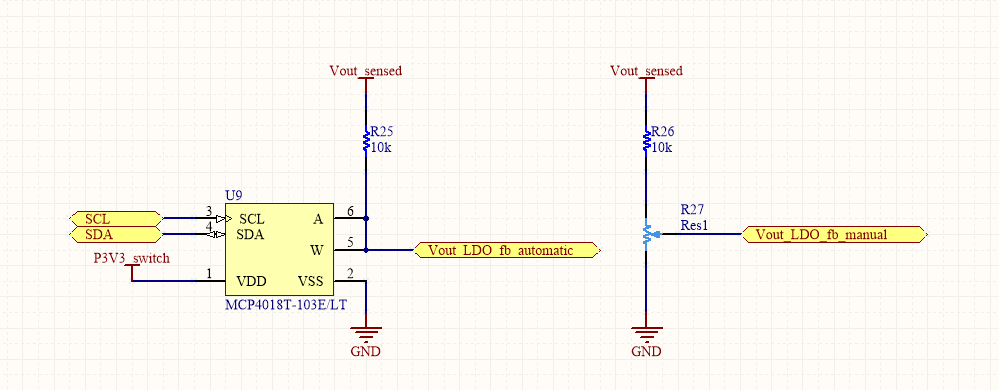 Vout_sensed
R25
10k
U9
SCL
3
SCL
A
6
SDA
4
SDA
W
5
Vout_LDO_fb_automatic
P3V3_switch
1
VDD
VSS
2
MCP4018T-103E/LT
GND
Vout_sensed
R26
10k
R27
Res1
Vout_LDO_fb_manual
GND